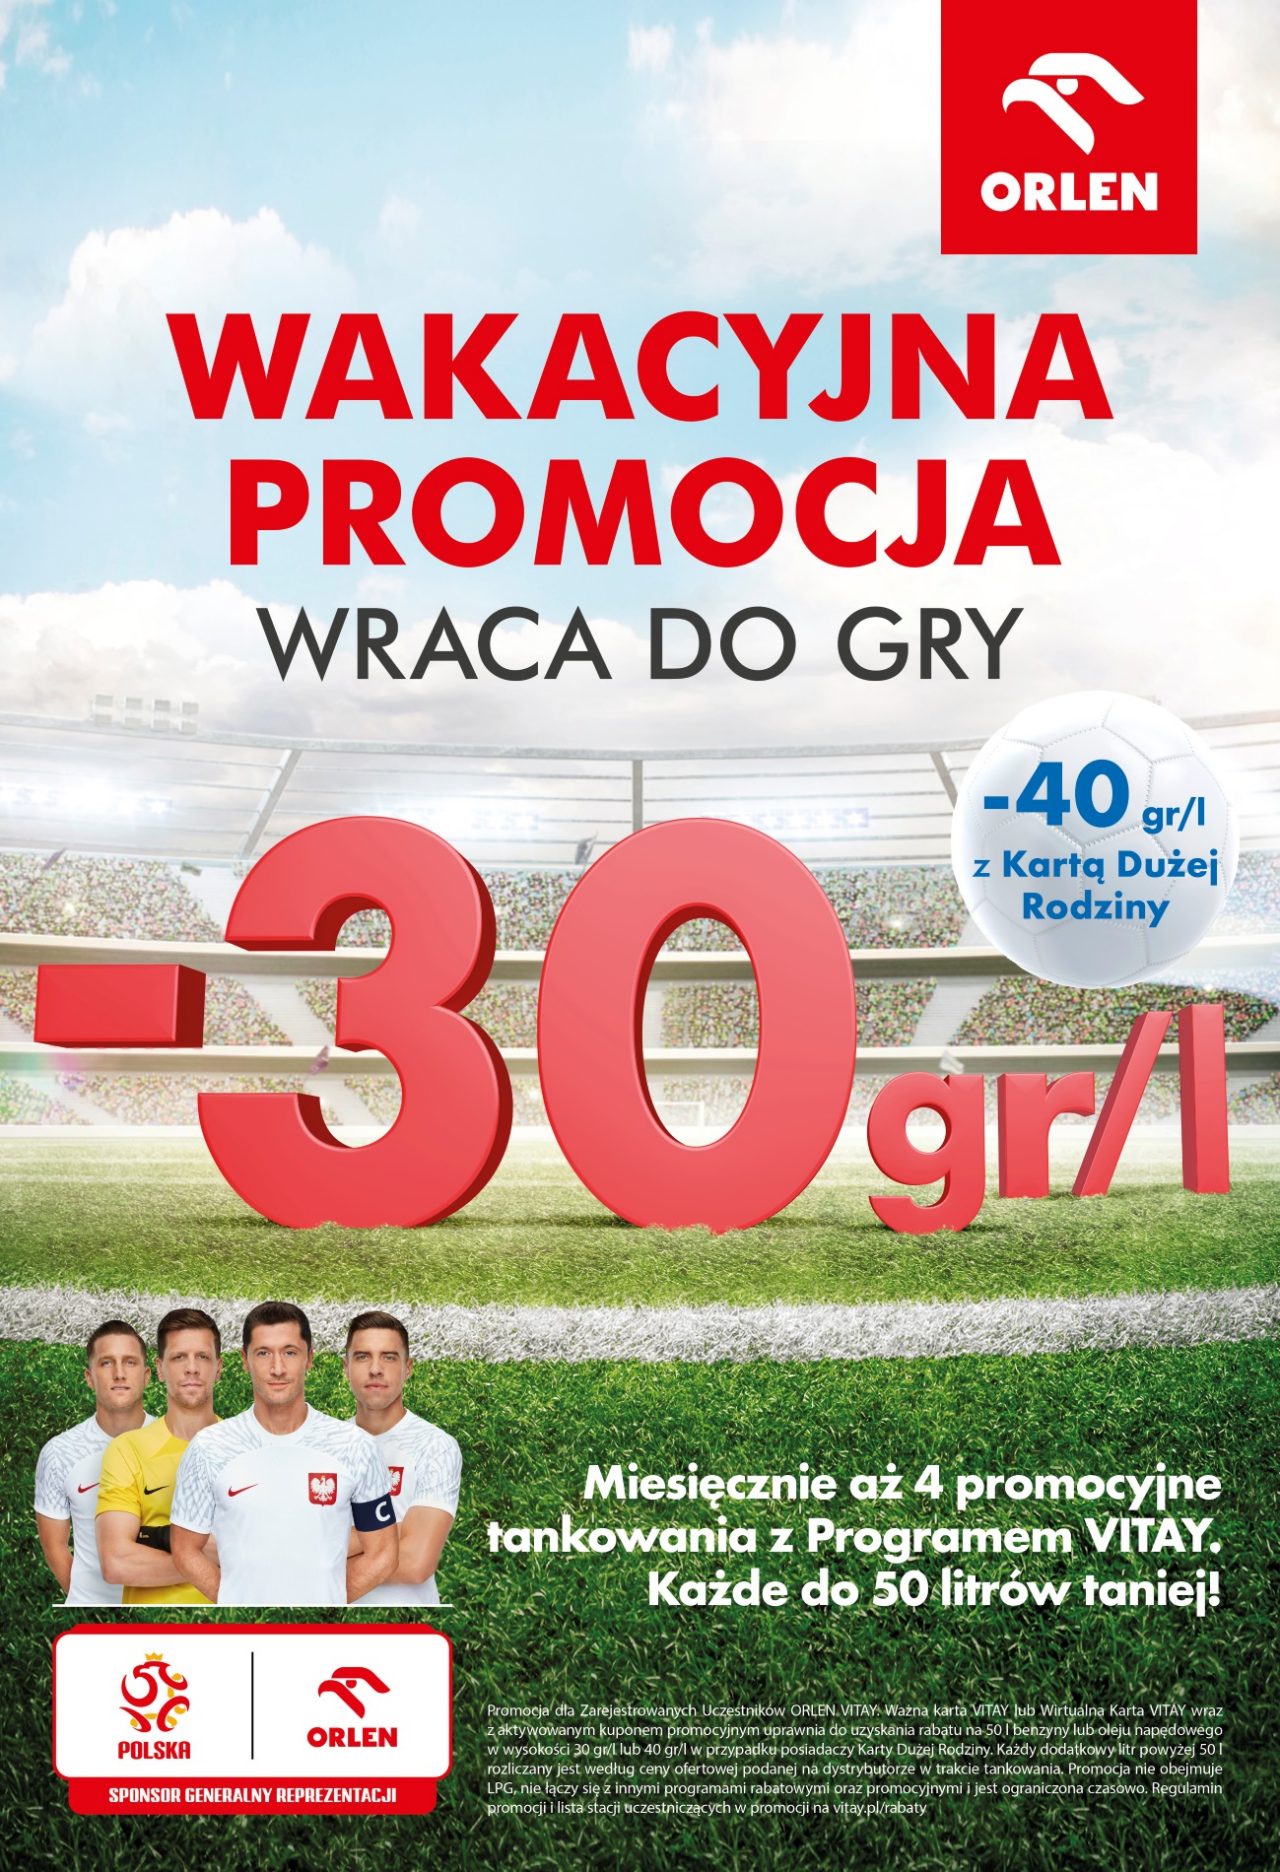 ORLEN
WAKACYJNA
PROMOCJA
WRACA DO GRY
-40 gr/l
z Kartą Dużej
Rodziny
-30 gr/l
C
Miesięcznie aż 4 promocyjne
tankowania z Programem VITAY.
Każde do 50 litrów taniej!
POLSKA
ORLEN
SPONSOR GENERALNY REPREZENTACJI
Promocja dla Zarejestrowanych Uczestników ORLEN VITAY. Ważna karta VITAY lub Wirtualna Karta VITAY wraz
z aktywowanym kuponem promocyjnym uprawnia do uzyskania rabatu na 50 l benzyny lub oleju napędowego
w wysokości 30 gr/l lub 40 gr/l w przypadku posiadaczy Karty Dużej Rodziny. Każdy dodatkowy litr powyżej 50 l
rozliczany jest według ceny ofertowej podanej na dystrybutorze w trakcie tankowania. Promocja nie obejmuje
LPG, nie łączy się z innymi programami rabatowymi oraz promocyjnymi i jest ograniczona czasowo. Regulamin
promocji i lista stacji uczestniczących w promocji na vitay.pl/rabaty